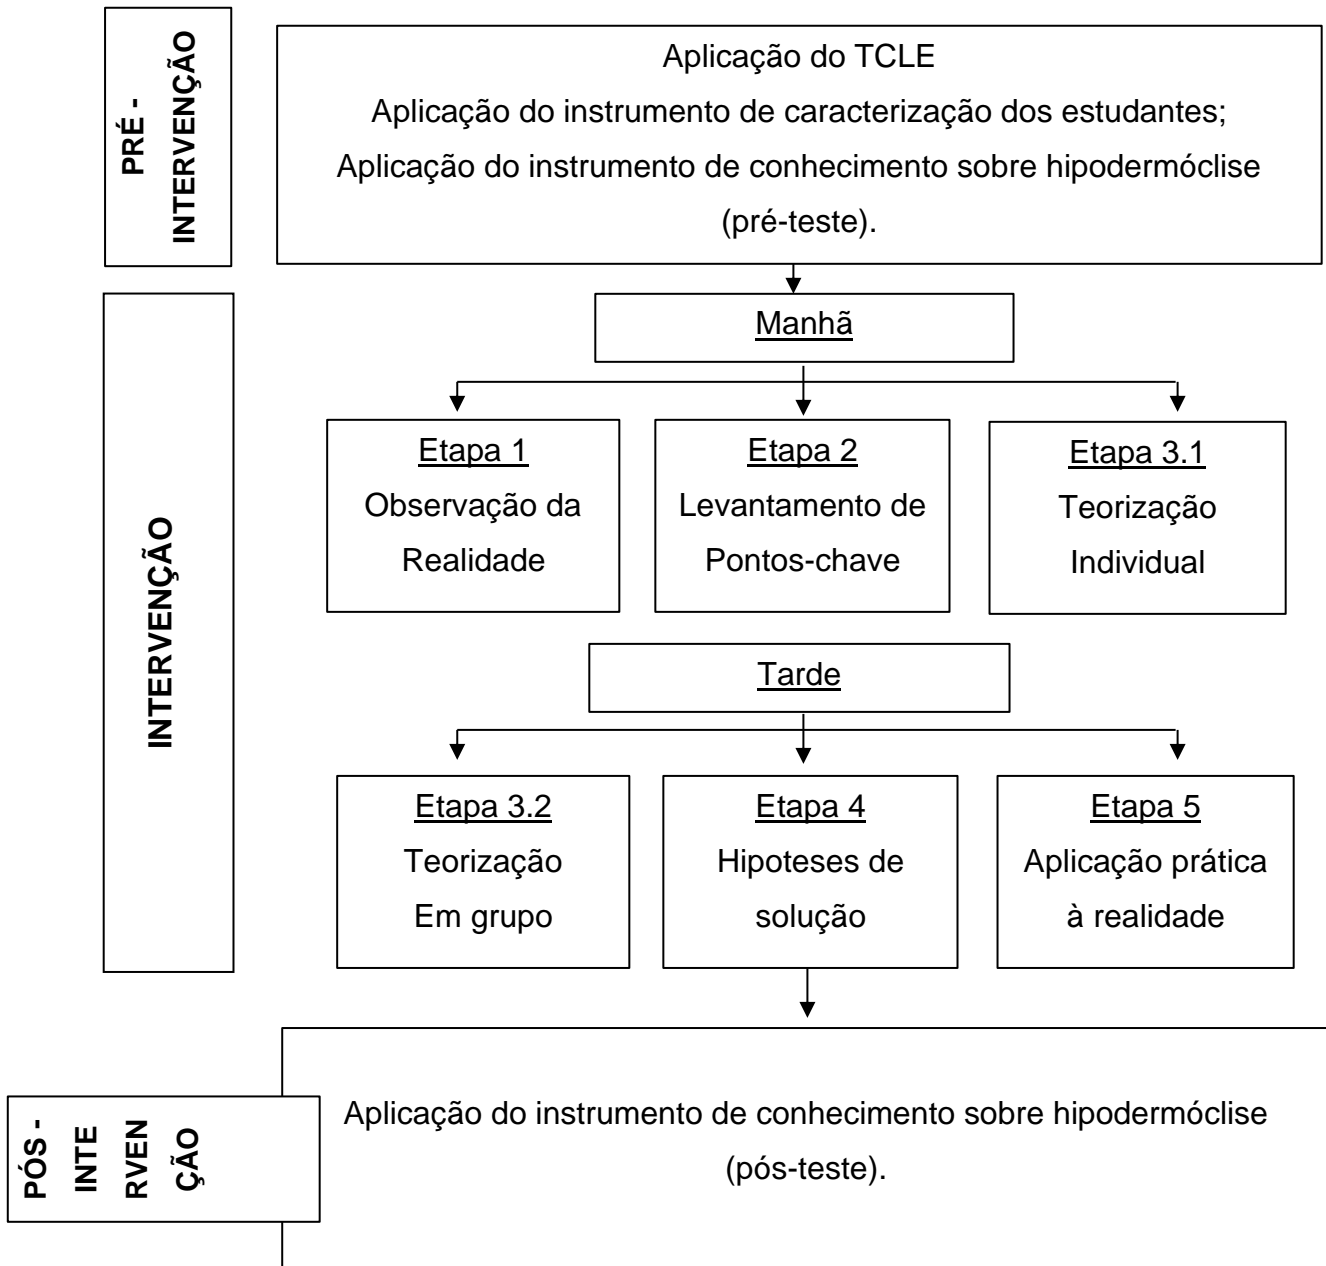 PRÉ -
INTERVENÇÃO
Aplicação do TCLE
Aplicação do instrumento de caracterização dos estudantes;
Aplicação do instrumento de conhecimento sobre hipodermóclise
(pré-teste).
INTERVENÇÃO
Manhã
Etapa 1
Observação da
Realidade
Etapa 2
Levantamento de
Pontos-chave
Etapa 3.1
Teorização
Individual
Tarde
Etapa 3.2
Teorização
Em grupo
Etapa 4
Hipoteses de
solução
Etapa 5
Aplicação prática
à realidade
PÓS -
INTE
RVEN
ÇÃO
Aplicação do instrumento de conhecimento sobre hipodermóclise
(pós-teste).